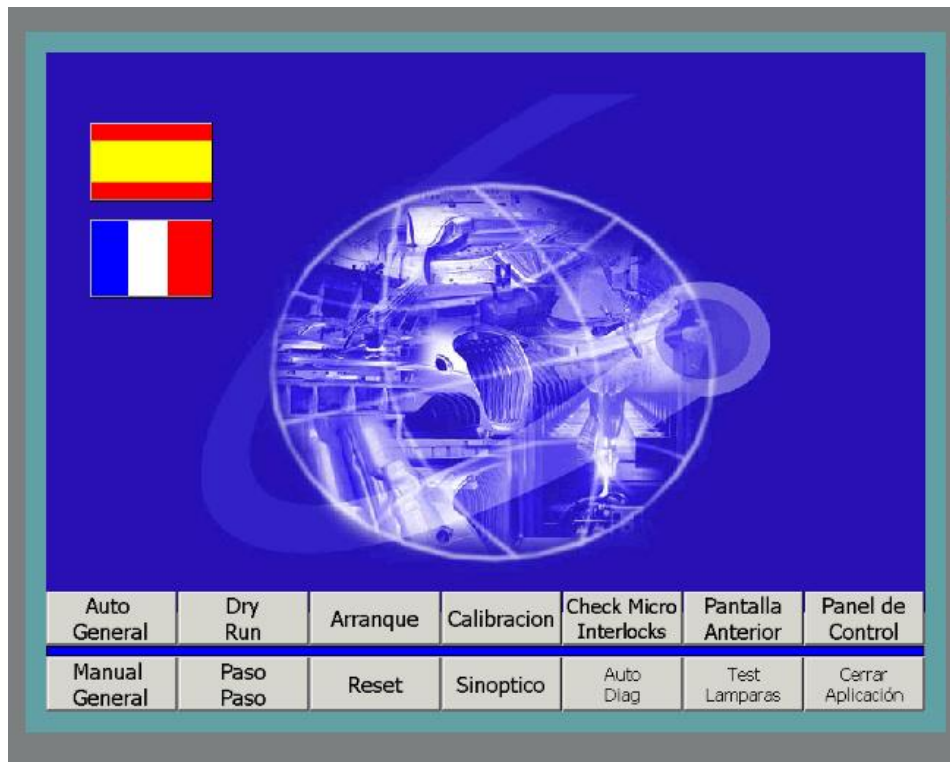 Auto
General
Dry
Run
Arranque
Calibracion
Check Micro
Interlocks
Pantalla
Anterior
Panel de
Control
Manual
General
Paso
Paso
Reset
Sinoptico
Auto
Diag
Test
Lamparas
Cerrar
Aplicación